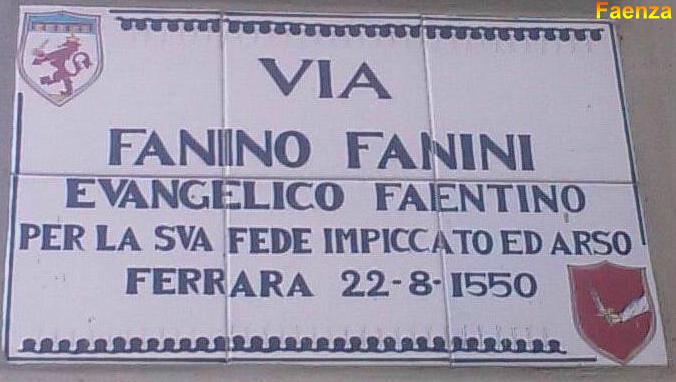 Faenza
VIA
FANINO FANINI
EVANGELICO FAENTINO
PER LA SVA FEDE IMPICCATO ED ARSO
FERRARA 22-8-1550